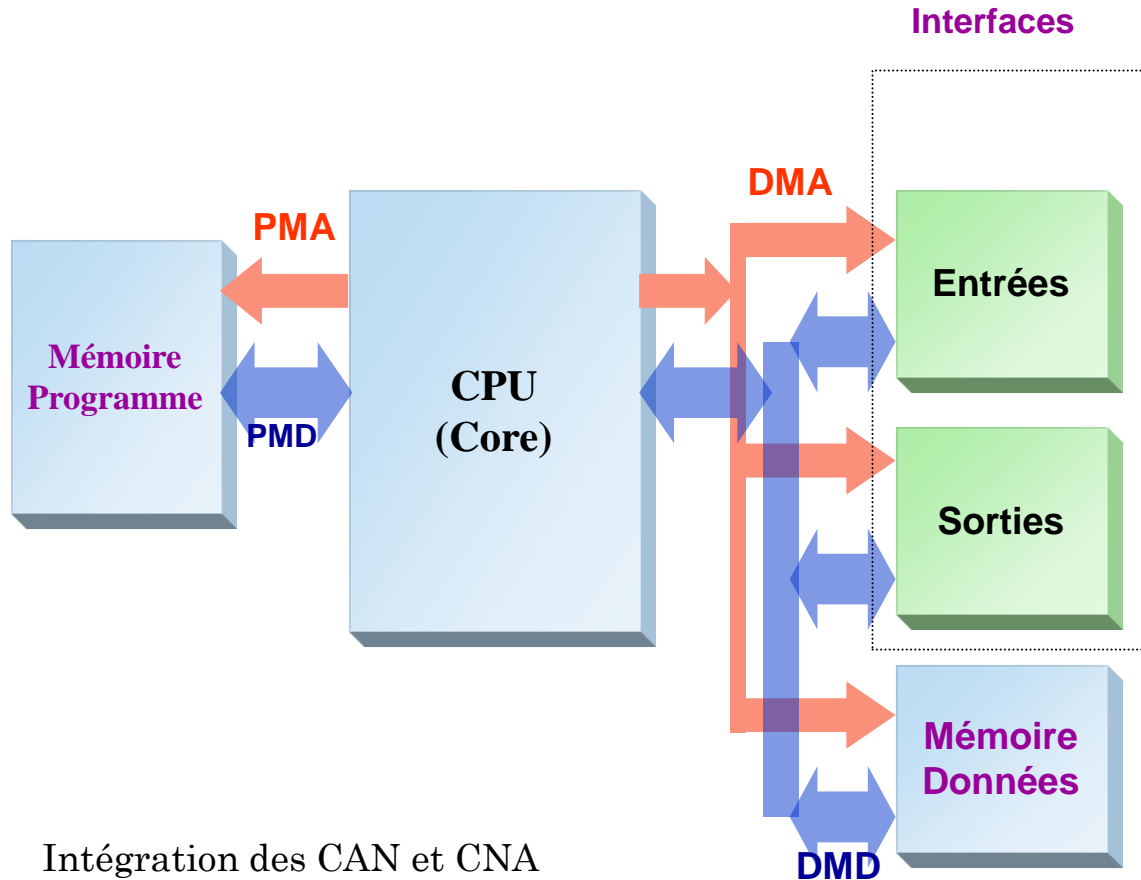 Interfaces
DMA
PMA
Entrées
Mémoire
Programme
CPU
(Core)
PMD
Sorties
Mémoire
Données
DMD
Intégration des CAN et CNA